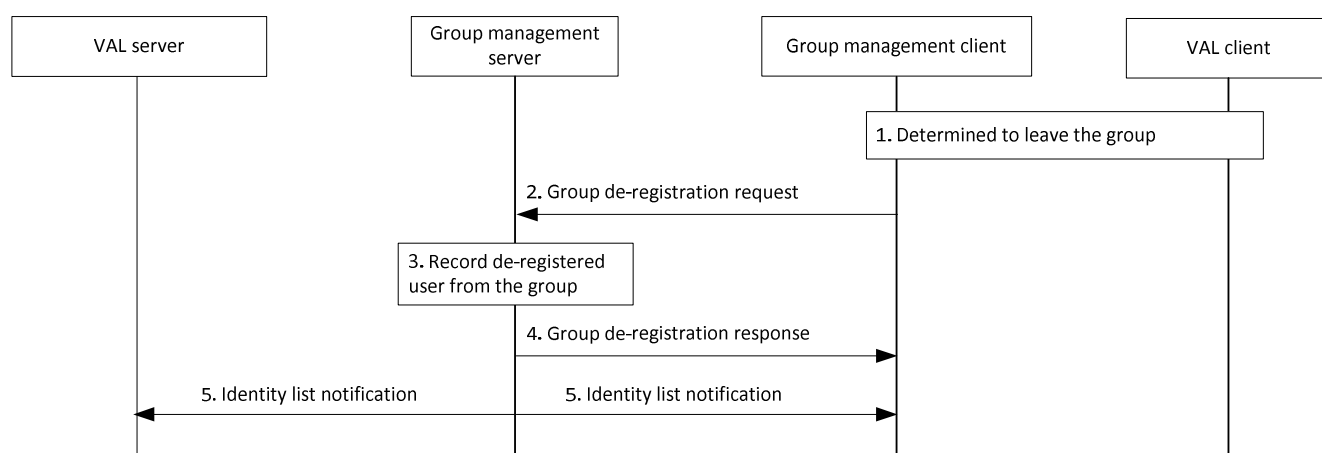 VAL server
Group management
server
Group management client
VAL client
1. Determined to leave the group
2. Group de-registration request
3. Record de-registered
user from the group
4. Group de-registration response
5. Identity list notification
5. Identity list notification